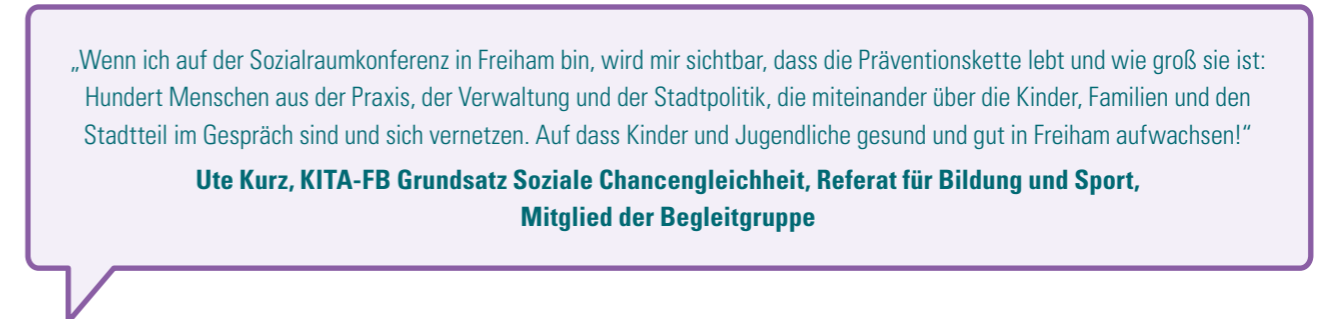 „Wenn ich auf der Sozialraumkonferenz in Freiham bin, wird mir sichtbar, dass die Präventionskette lebt und wie groß sie ist:
Hundert Menschen aus der Praxis, der Verwaltung und der Stadtpolitik, die miteinander über die Kinder, Familien und den
Stadtteil im Gespräch sind und sich vernetzen. Auf dass Kinder und Jugendliche gesund und gut in Freiham aufwachsen!“
Ute Kurz, KITA-FB Grundsatz Soziale Chancengleichheit, Referat für Bildung und Sport,
Mitglied der Begleitgruppe